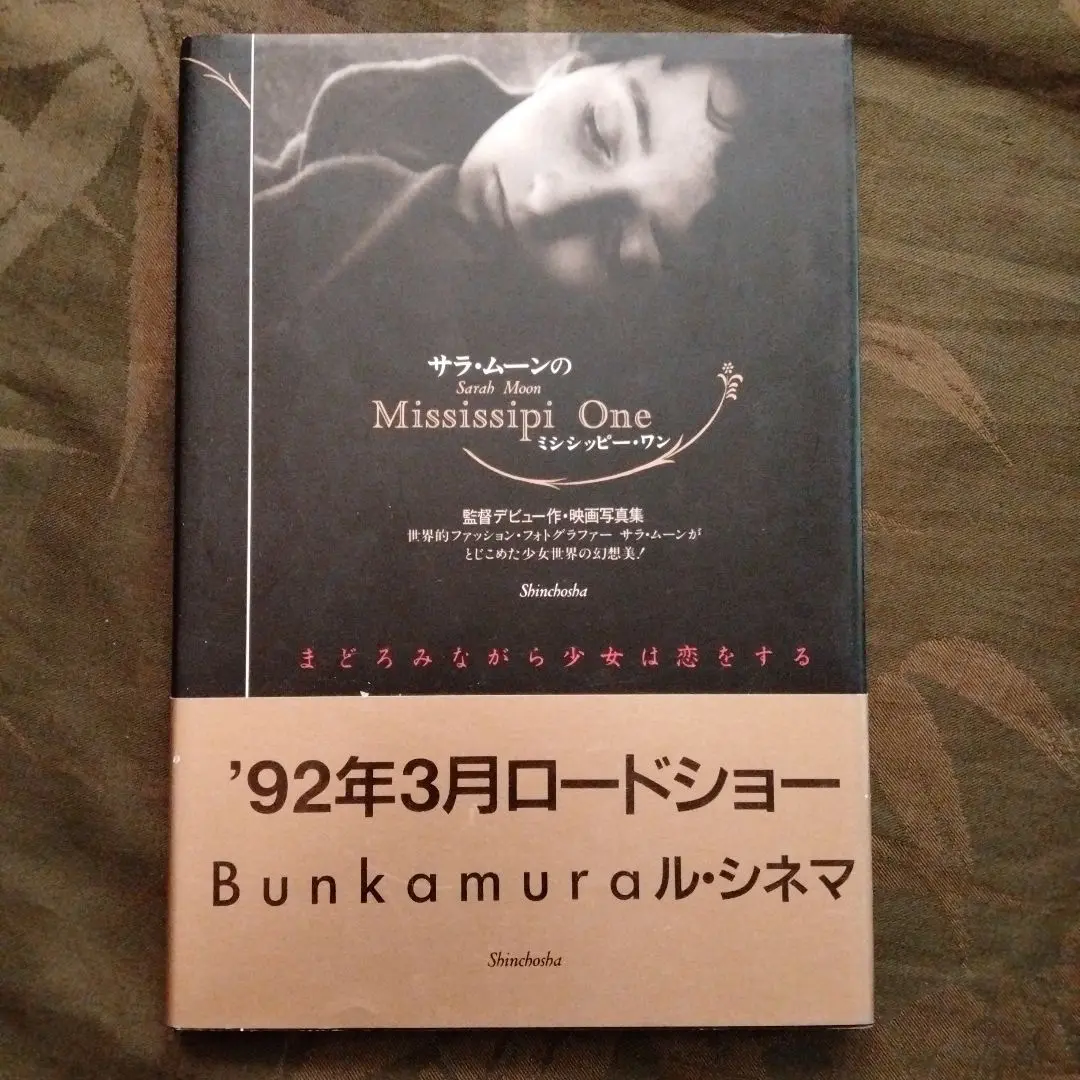 サラ・ムーンの
Sarah Moon
Mississipi One
ミシシッピー・ワン
監督デビュー作・映画写真集
世界的ファッション・フォトグラファー サラ・ムーンが
とじこめた少女世界の幻想美!
Shinchosha
まどろみながら少女は恋をする
’92年3月ロードショー
Bunkamuraル・シネマ
Shinchosha